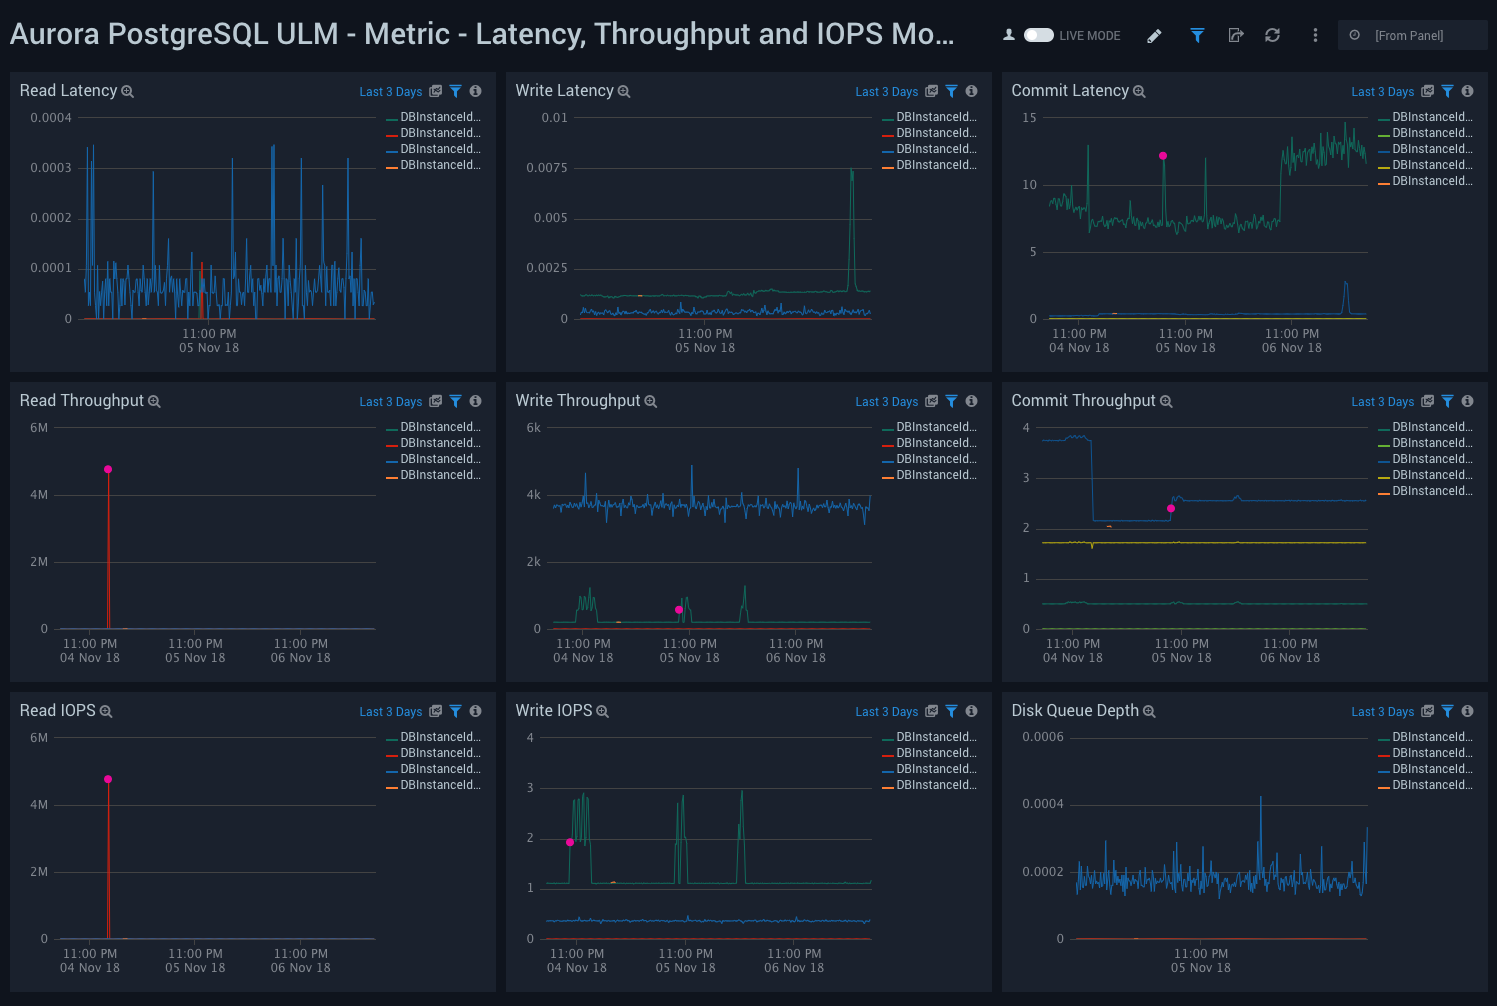 Aurora PostgreSQL ULM - Metric - Latency, Throughput and IOPS Mo...
LIVE MODE
[From Panel]
Read Latency
Last 3 Days
0.0004
0.0003
0.0002
0.0001
0
11:00 PM
05 Nov 18
DBInstanceId...
DBInstanceId...
DBInstanceId...
DBInstanceId...
Write Latency
Last 3 Days
0.01
0.0075
0.005
0.0025
0
11:00 PM
05 Nov 18
DBInstanceId...
DBInstanceId...
DBInstanceId...
DBInstanceId...
Commit Latency
Last 3 Days
15
10
5
0
11:00 PM 11:00 PM 11:00 PM
04 Nov 18 05 Nov 18 06 Nov 18
DBInstanceId...
DBInstanceId...
DBInstanceId...
DBInstanceId...
DBInstanceId...
Read Throughput
Last 3 Days
6M
4M
2M
0
11:00 PM 11:00 PM 11:00 PM
04 Nov 18 05 Nov 18 06 Nov 18
DBInstanceId...
DBInstanceId...
DBInstanceId...
DBInstanceId...
Write Throughput
Last 3 Days
6k
4k
2k
0
11:00 PM 11:00 PM 11:00 PM
04 Nov 18 05 Nov 18 06 Nov 18
DBInstanceId...
DBInstanceId...
DBInstanceId...
DBInstanceId...
Commit Throughput
Last 3 Days
4
3
2
1
0
11:00 PM 11:00 PM 11:00 PM
04 Nov 18 05 Nov 18 06 Nov 18
DBInstanceId...
DBInstanceId...
DBInstanceId...
DBInstanceId...
DBInstanceId...
Read IOPS
Last 3 Days
6M
4M
2M
0
11:00 PM 11:00 PM 11:00 PM
04 Nov 18 05 Nov 18 06 Nov 18
DBInstanceId...
DBInstanceId...
DBInstanceId...
DBInstanceId...
Write IOPS
Last 3 Days
4
3
2
1
0
11:00 PM 11:00 PM 11:00 PM
04 Nov 18 05 Nov 18 06 Nov 18
DBInstanceId...
DBInstanceId...
DBInstanceId...
DBInstanceId...
Disk Queue Depth
Last 3 Days
0.0006
0.0004
0.0002
0
11:00 PM
05 Nov 18
DBInstanceId...
DBInstanceId...
DBInstanceId...
DBInstanceId...